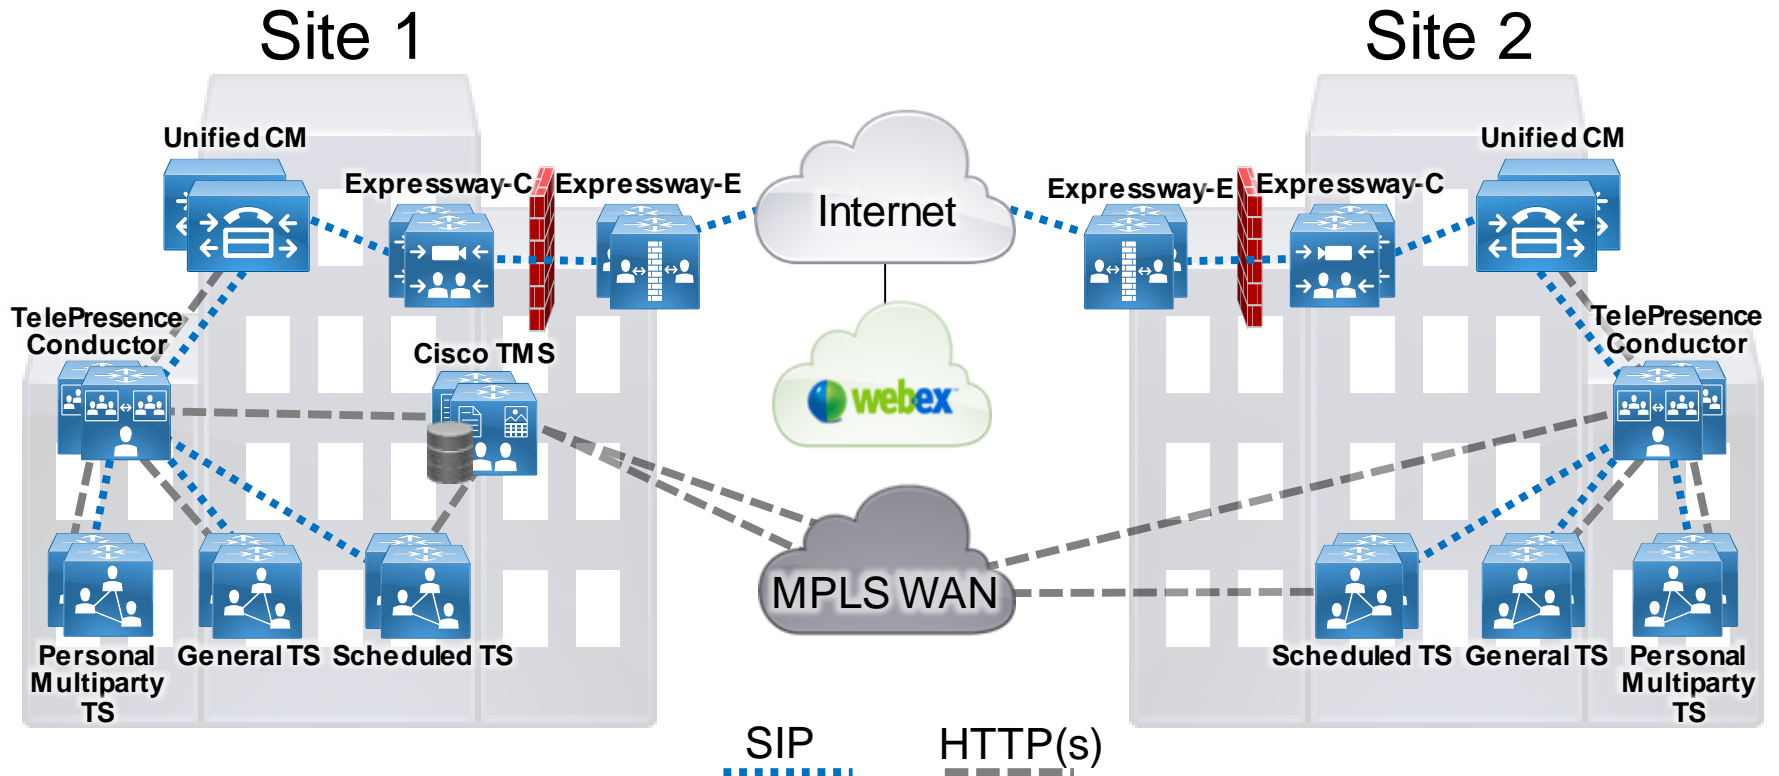 Site 1
Site 2
Unified CM
Unified CM
Expressway-C
Expressway-E
Expressway-E
Expressway-C
Internet
TelePresence
Conductor
TelePresence
Conductor
Cisco TMS
webex™
MPLS WAN
Personal
Multiparty
TS
General TS
Scheduled TS
Scheduled TS
General TS
Personal
Multiparty
TS
SIP
HTTP(s)